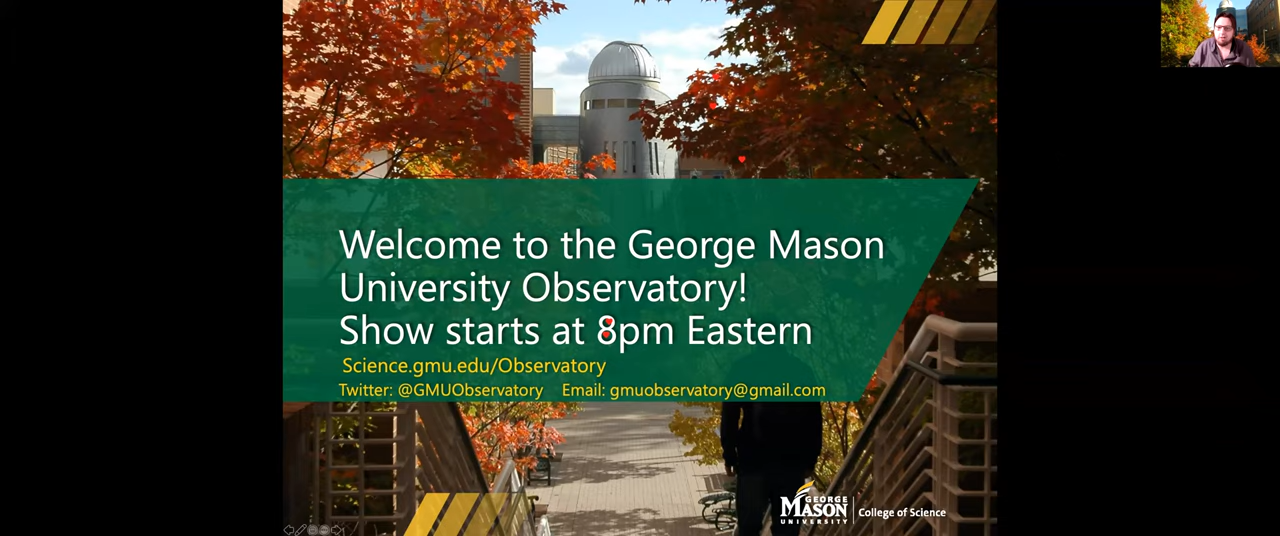 Welcome to the George Mason
University Observatory!
Show starts at 8pm Eastern
Science.gmu.edu/Observatory
Twitter: @GMUObservatory Email: gmuobservatory@gmail.com
GEORGE
MASON
UNIVERSITY
College of Science